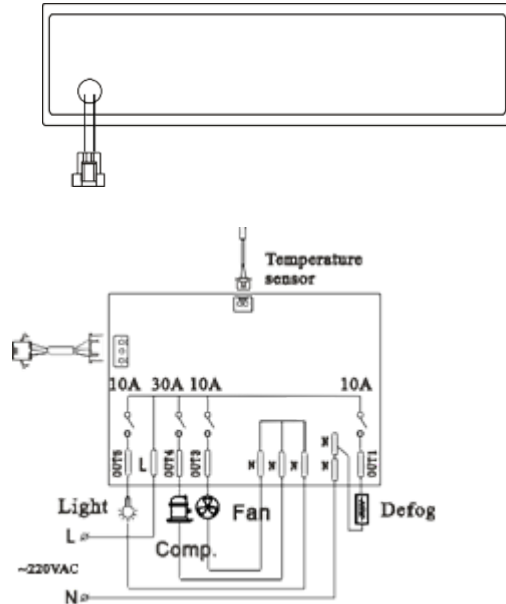 Temperature
sensor
10A 30A 10A 10A
OUT5 L OUT4 OUT3 N N N N N OUT1
Light Fan Defog
Comp.
L
~220VAC
N